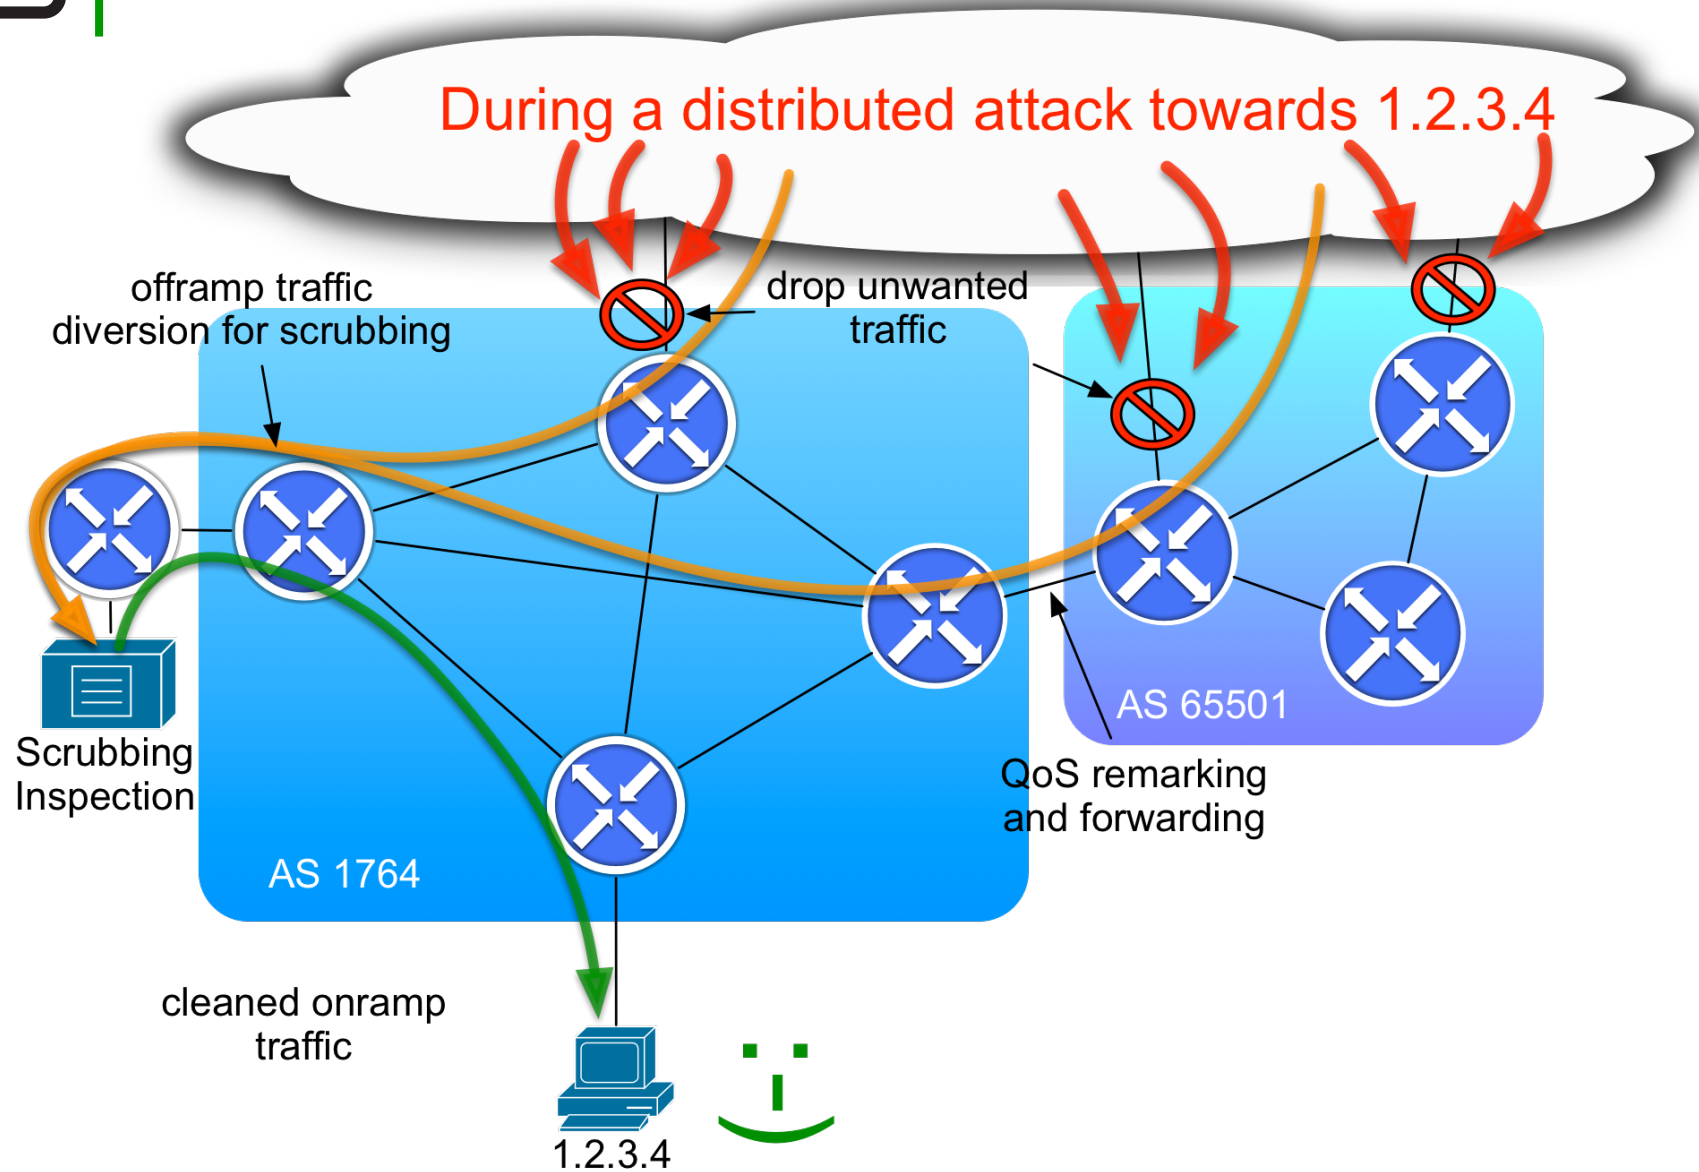 During a distributed attack towards 1.2.3.4
offramp traffic
diversion for scrubbing
drop unwanted
traffic
AS 65501
Scrubbing
Inspection
QoS remarking
and forwarding
AS 1764
cleaned onramp
traffic
1.2.3.4